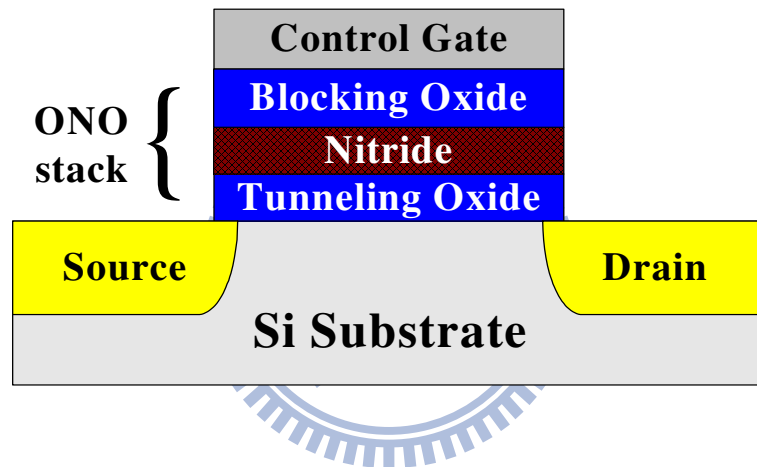 Control Gate
Blocking Oxide
ONO
stack
Nitride
Tunneling Oxide
Source
Drain
Si Substrate